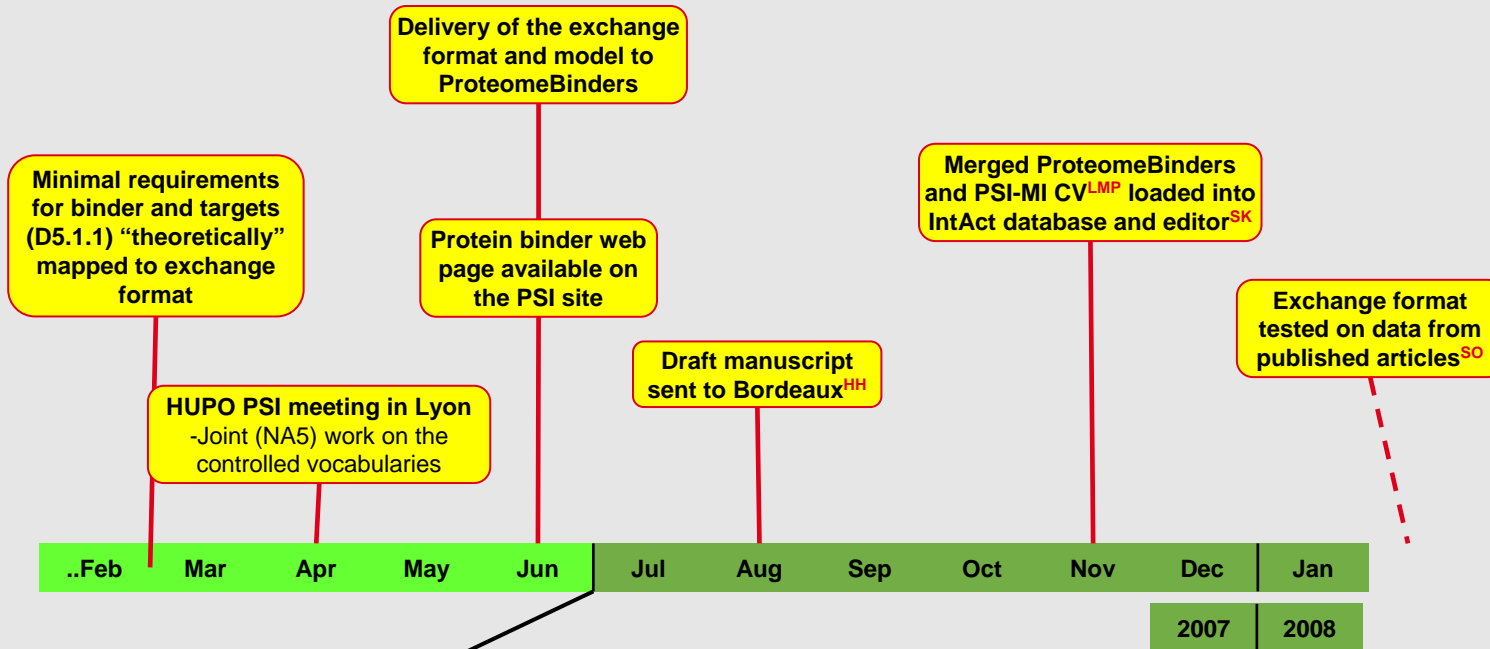 Delivery of the exchange
format and model to
ProteomeBinders
Minimal requirements
for binder and targets
(D5.1.1) “theoretically”
mapped to exchange
format
Protein binder web
page available on
the PSI site
Merged ProteomeBinders
and PSI-MI CVLMP loaded into
IntAct database and editorSK
Exchange format
tested on data from
published articlesSO
Draft manuscript
sent to BordeauxHH
HUPO PSI meeting in Lyon
-Joint (NA5) work on the
controlled vocabularies
..Feb Mar Apr May Jun Jul Aug Sep Oct Nov Dec Jan
2007 2008